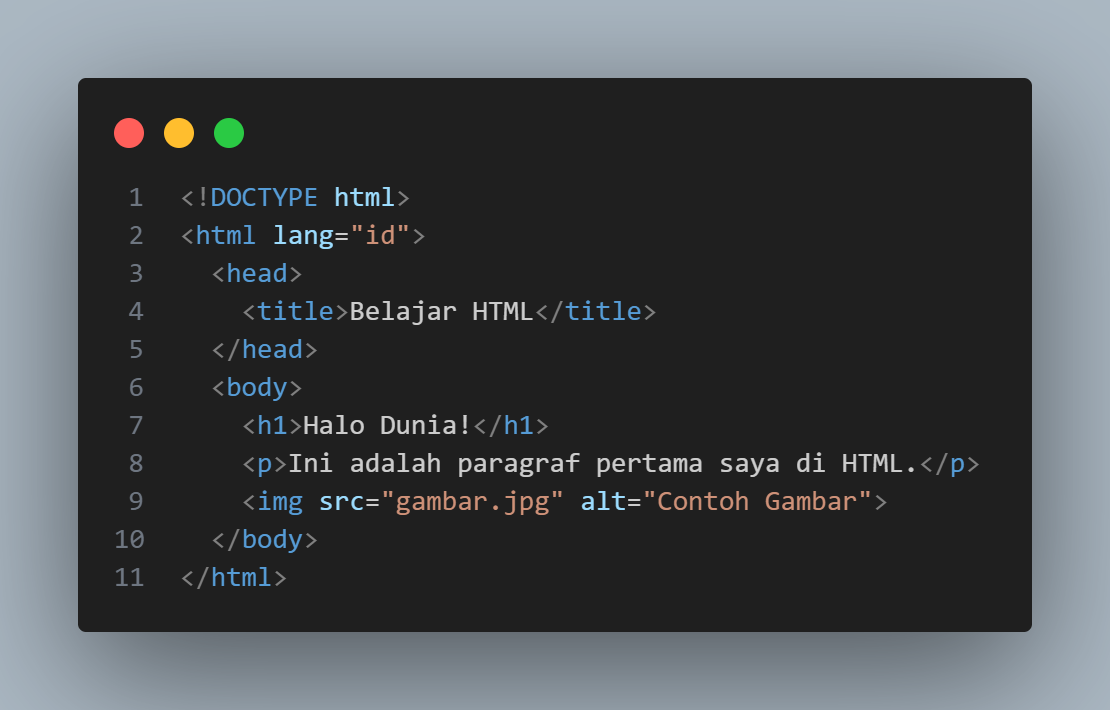 1 <!DOCTYPE html>
2 <html lang="id">
3   <head>
4     <title>Belajar HTML</title>
5   </head>
6   <body>
7     <h1>Halo Dunia!</h1>
8     <p>Ini adalah paragraf pertama saya di HTML.</p>
9     <img src="gambar.jpg" alt="Contoh Gambar">
10   </body>
11 </html>